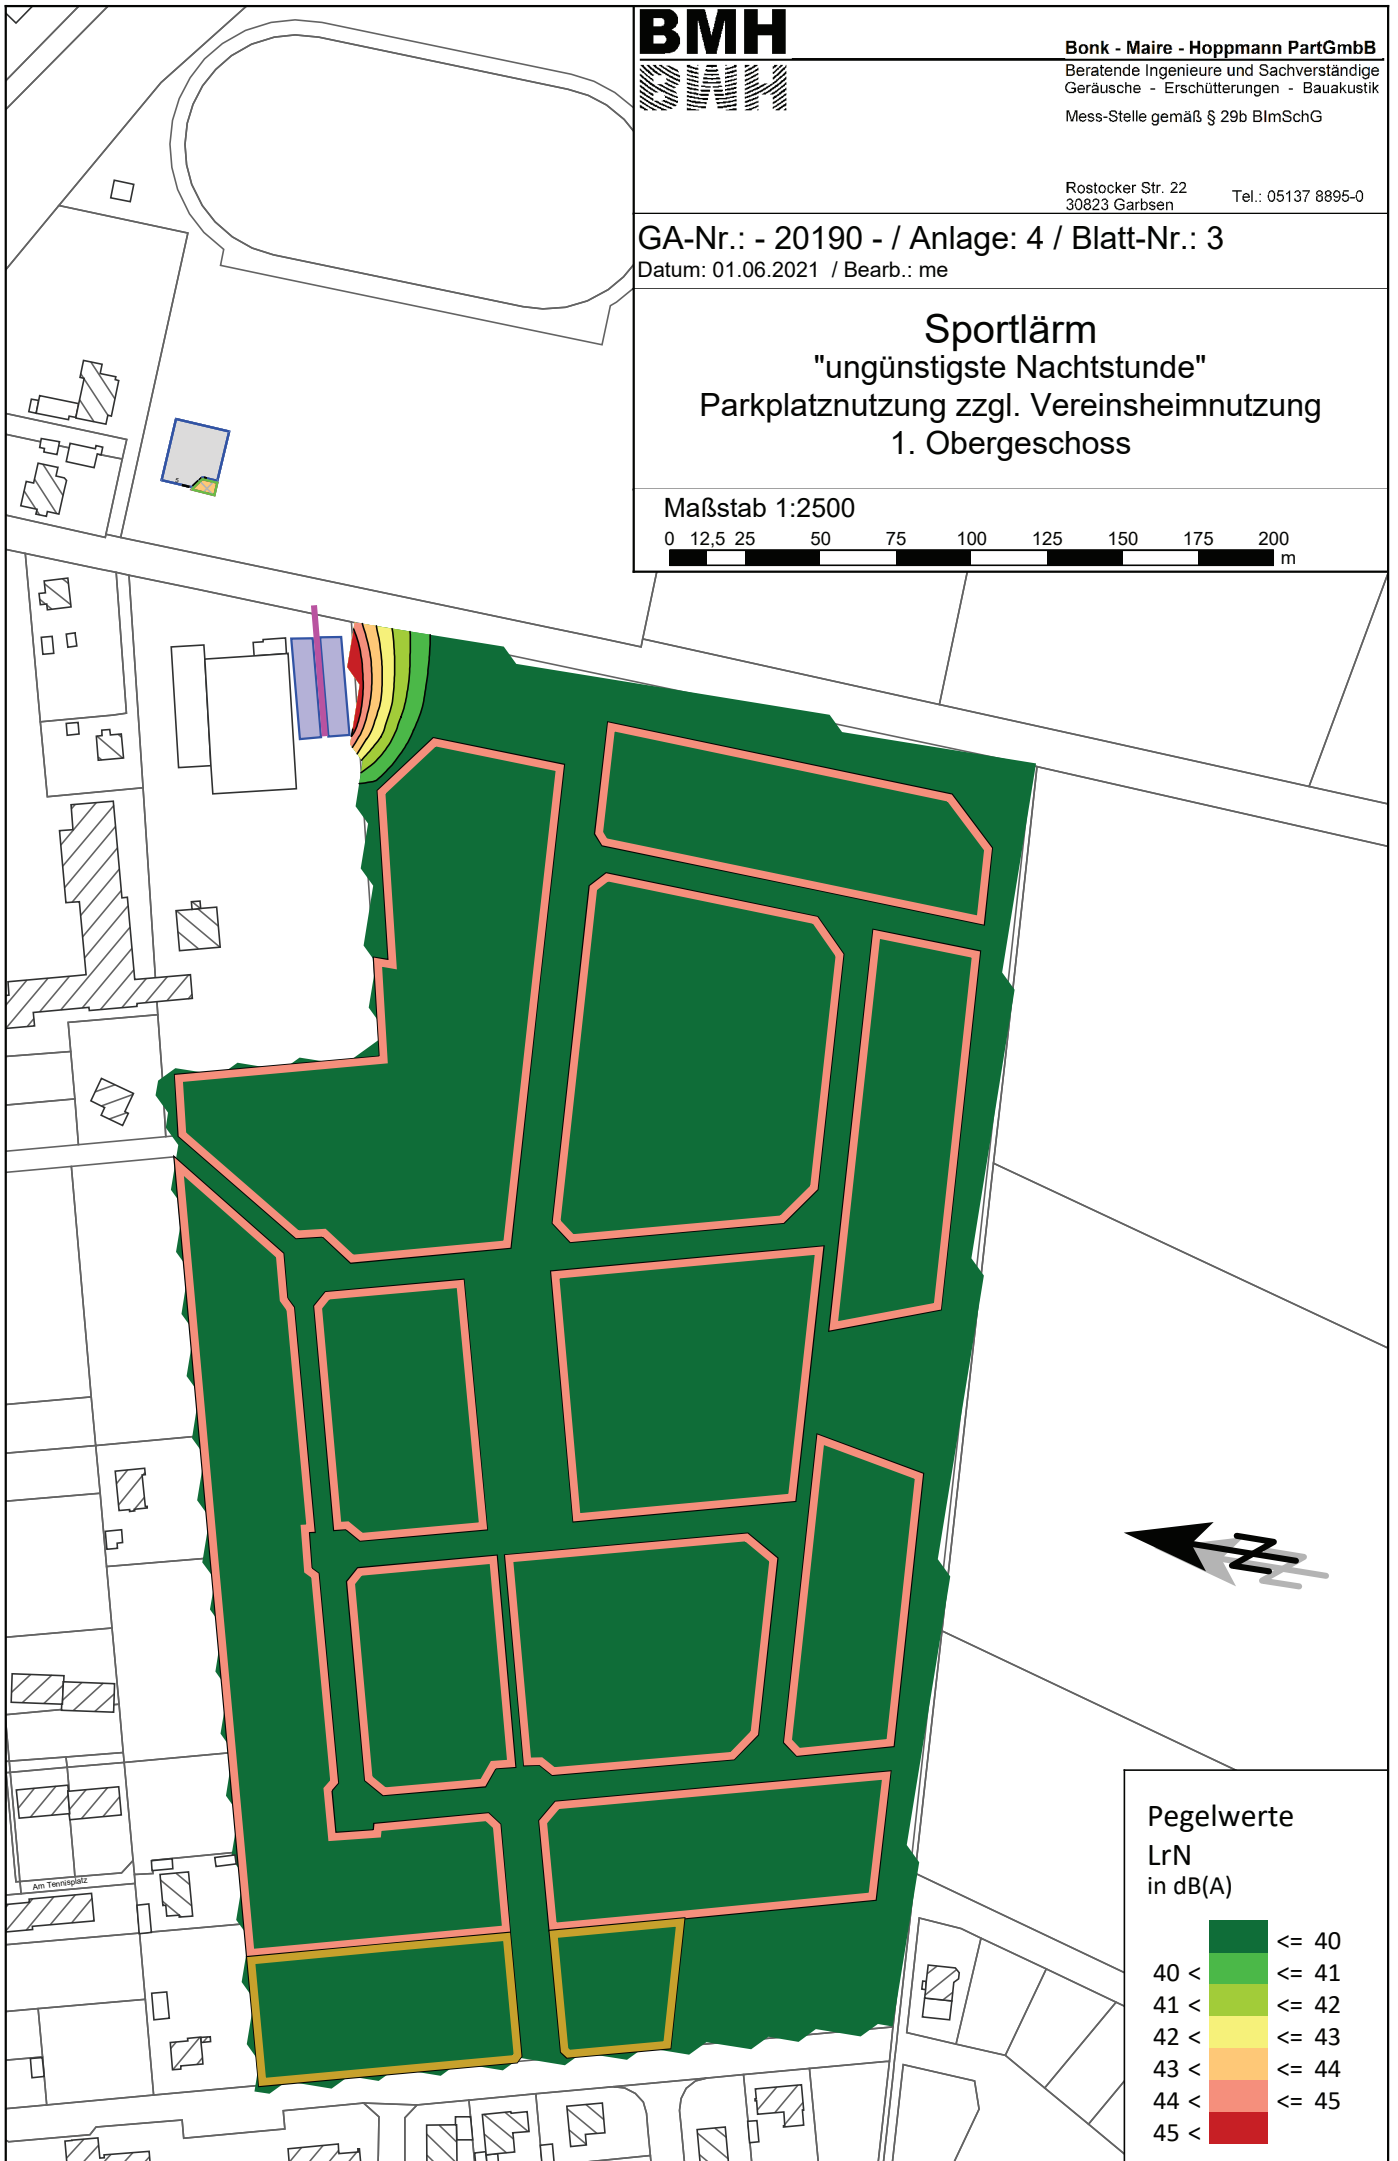 BMH
BMH
Bonk - Maire - Hoppmann PartGmbB
Beratende Ingenieure und Sachverständige
Geräusche - Erschütterungen - Bauakustik
Mess-Stelle gemäß § 29b BImSchG
Rostocker Str. 22
30823 Garbsen
Tel.: 05137 8895-0
GA-Nr.: - 20190 - / Anlage: 4 / Blatt-Nr.: 3
Datum: 01.06.2021 / Bearb.: me
Sportlärm
"ungünstigste Nachtstunde"
Parkplatznutzung zzgl. Vereinsheimnutzung
1. Obergeschoss
Maßstab 1:2500
0 12,5 25 50 75 100 125 150 175 200
m
N
Am Tennisplatz
Pegelwerte
LrN
in dB(A)
<= 40
40 < <= 41
41 < <= 42
42 < <= 43
43 < <= 44
44 < <= 45
45 <